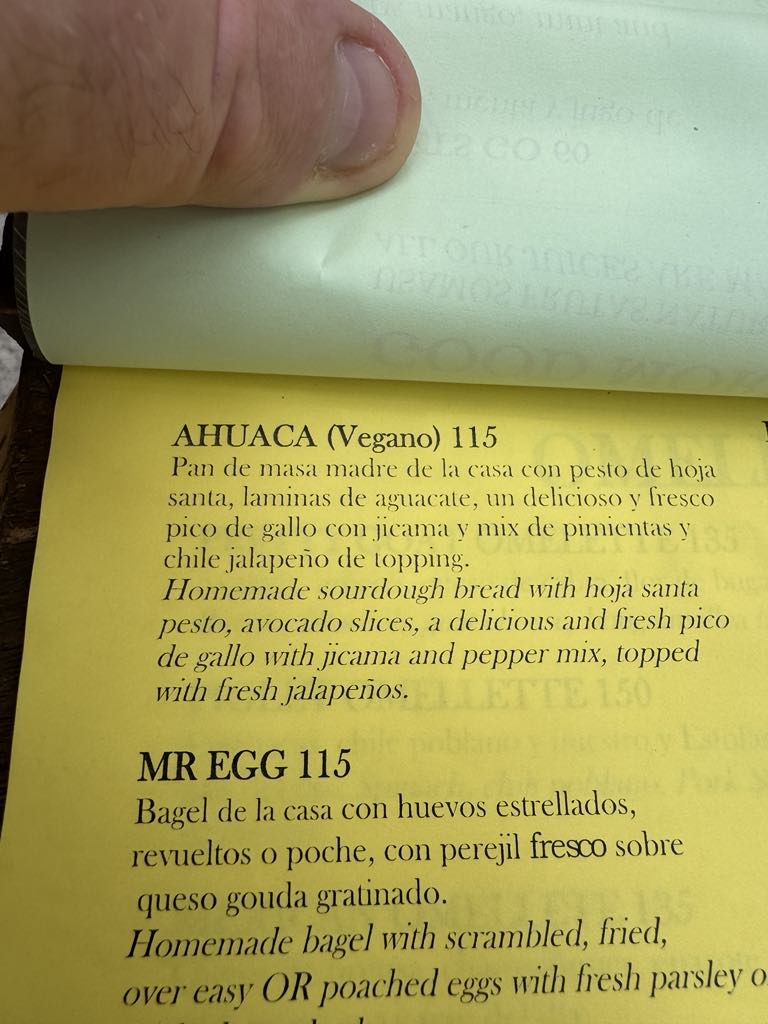 AHUACA (Vegano) 115
Pan de masa madre de la casa con pesto de hoja
santa, laminas de aguacate, un delicioso y fresco
pico de gallo con jicama y mix de pimientas y
chile jalapeño de topping.
Homemade sourdough bread with hoja santa
pesto, avocado slices, a delicious and fresh pico
de gallo with jicama and pepper mix, topped
with fresh jalapeños.
MR EGG 115
Bagel de la casa con huevos estrellados,
revueltos o poche, con perejil fresco sobre
queso gouda gratinado.
Homemade bagel with scrambled, fried,
over easy OR poached eggs with fresh parsley